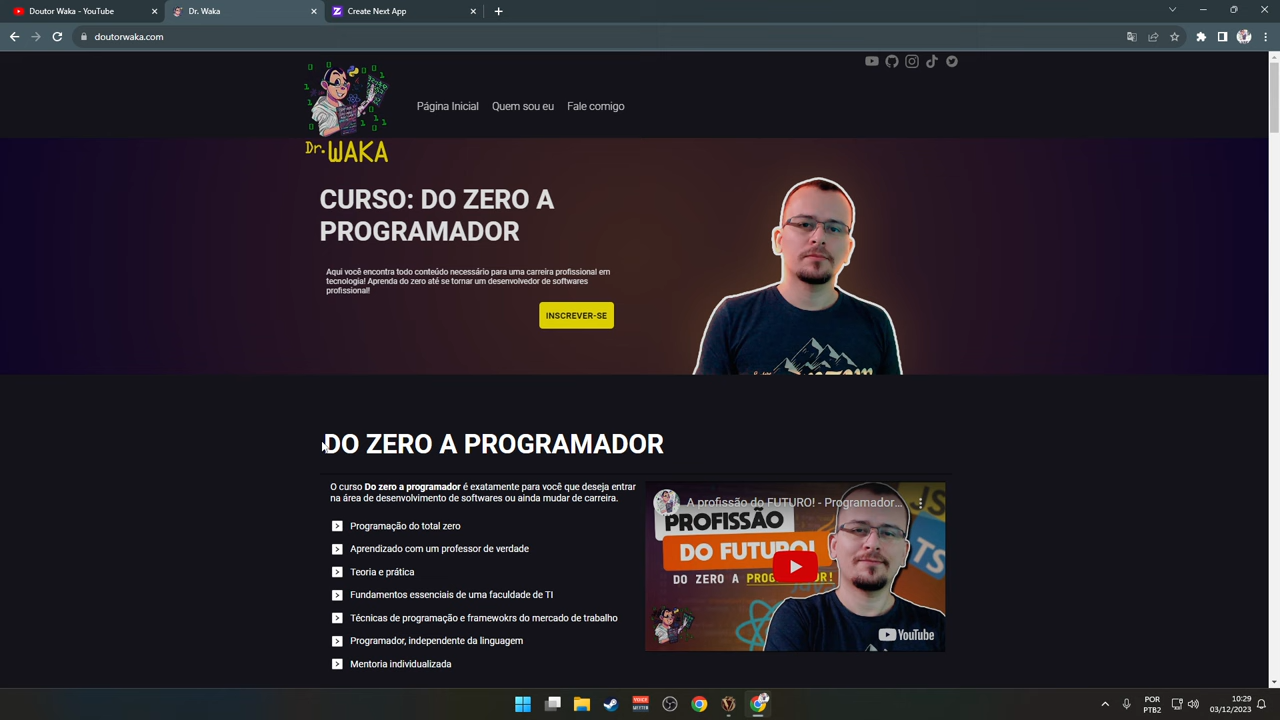 Doutor Waka - YouTube
Dr. Waka
Create Next App
doutorwaka.com
Página Inicial
Quem sou eu
Fale comigo
Dr. WAKA
CURSO: DO ZERO A
PROGRAMADOR
Aqui você encontra todo conteúdo necessário para uma carreira profissional em
tecnologia! Aprenda do zero até se tornar um desenvolvedor de softwares
profissional!
INSCREVER-SE
DO ZERO A PROGRAMADOR
O curso Do zero a programador é exatamente para você que deseja entrar
na área de desenvolvimento de softwares ou ainda mudar de carreira.
Programação do total zero
Aprendizado com um professor de verdade
Teoria e prática
Fundamentos essenciais de uma faculdade de TI
Técnicas de programação e framewokrs do mercado de trabalho
Programador, independente da linguagem
Mentoria individualizada
A profissão do FUTURO! - Programador...
PROFISSÃO
DO FUTURO!
DO ZERO A PROGRAMADOR!
JS
TS
YouTube
POR
PTB2
10:29
03/12/2023